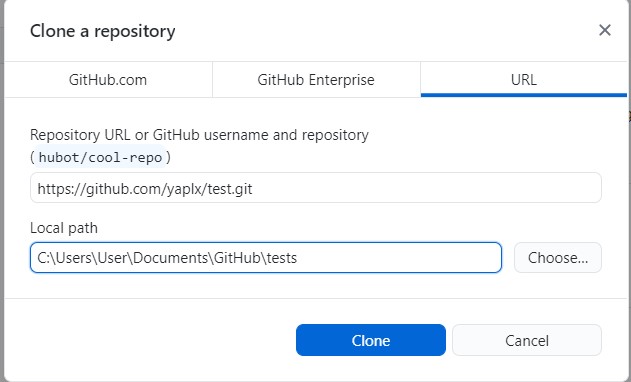 Clone a repository
GitHub.com
GitHub Enterprise
URL
Repository URL or GitHub username and repository
(hubot/cool-repo)
https://github.com/yaplx/test.git
Local path
C:\Users\User\Documents\GitHub\tests
Choose...
Clone
Cancel